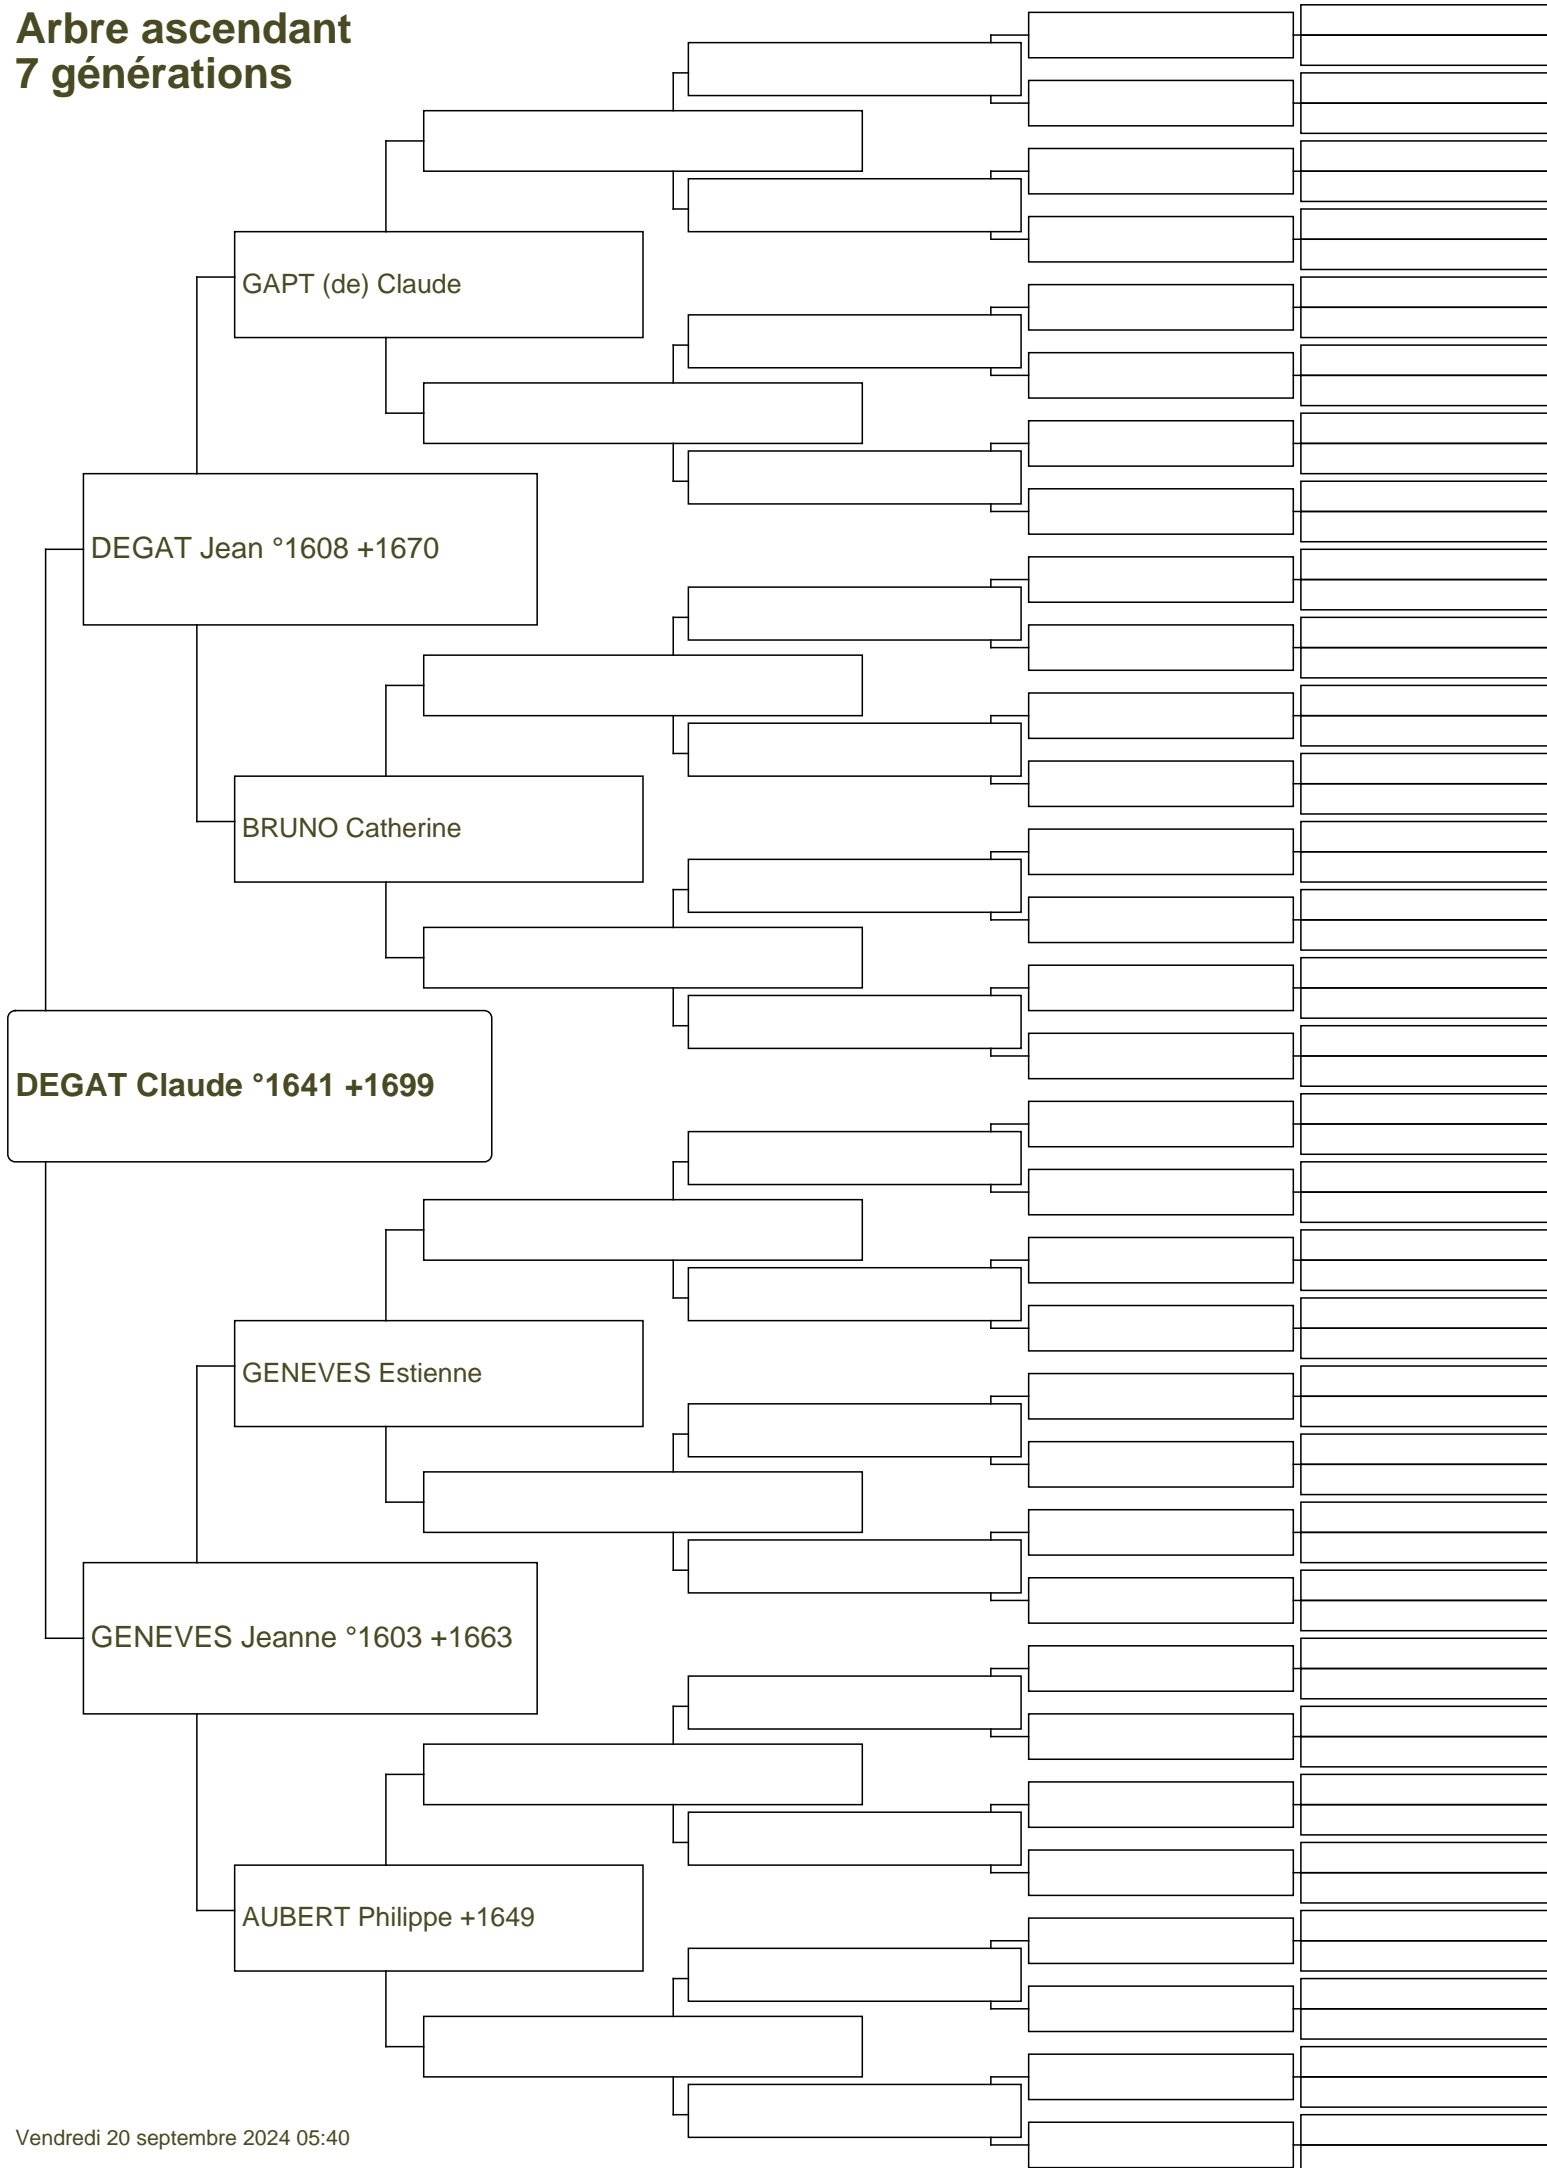 Arbre ascendant
7 générations
GAPT (de) Claude
DEGAT Jean °1608 +1670
BRUNO Catherine
DEGAT Claude °1641 +1699
GENEVES Estienne
GENEVES Jeanne °1603 +1663
AUBERT Philippe +1649
Vendredi 20 septembre 2024 05:40